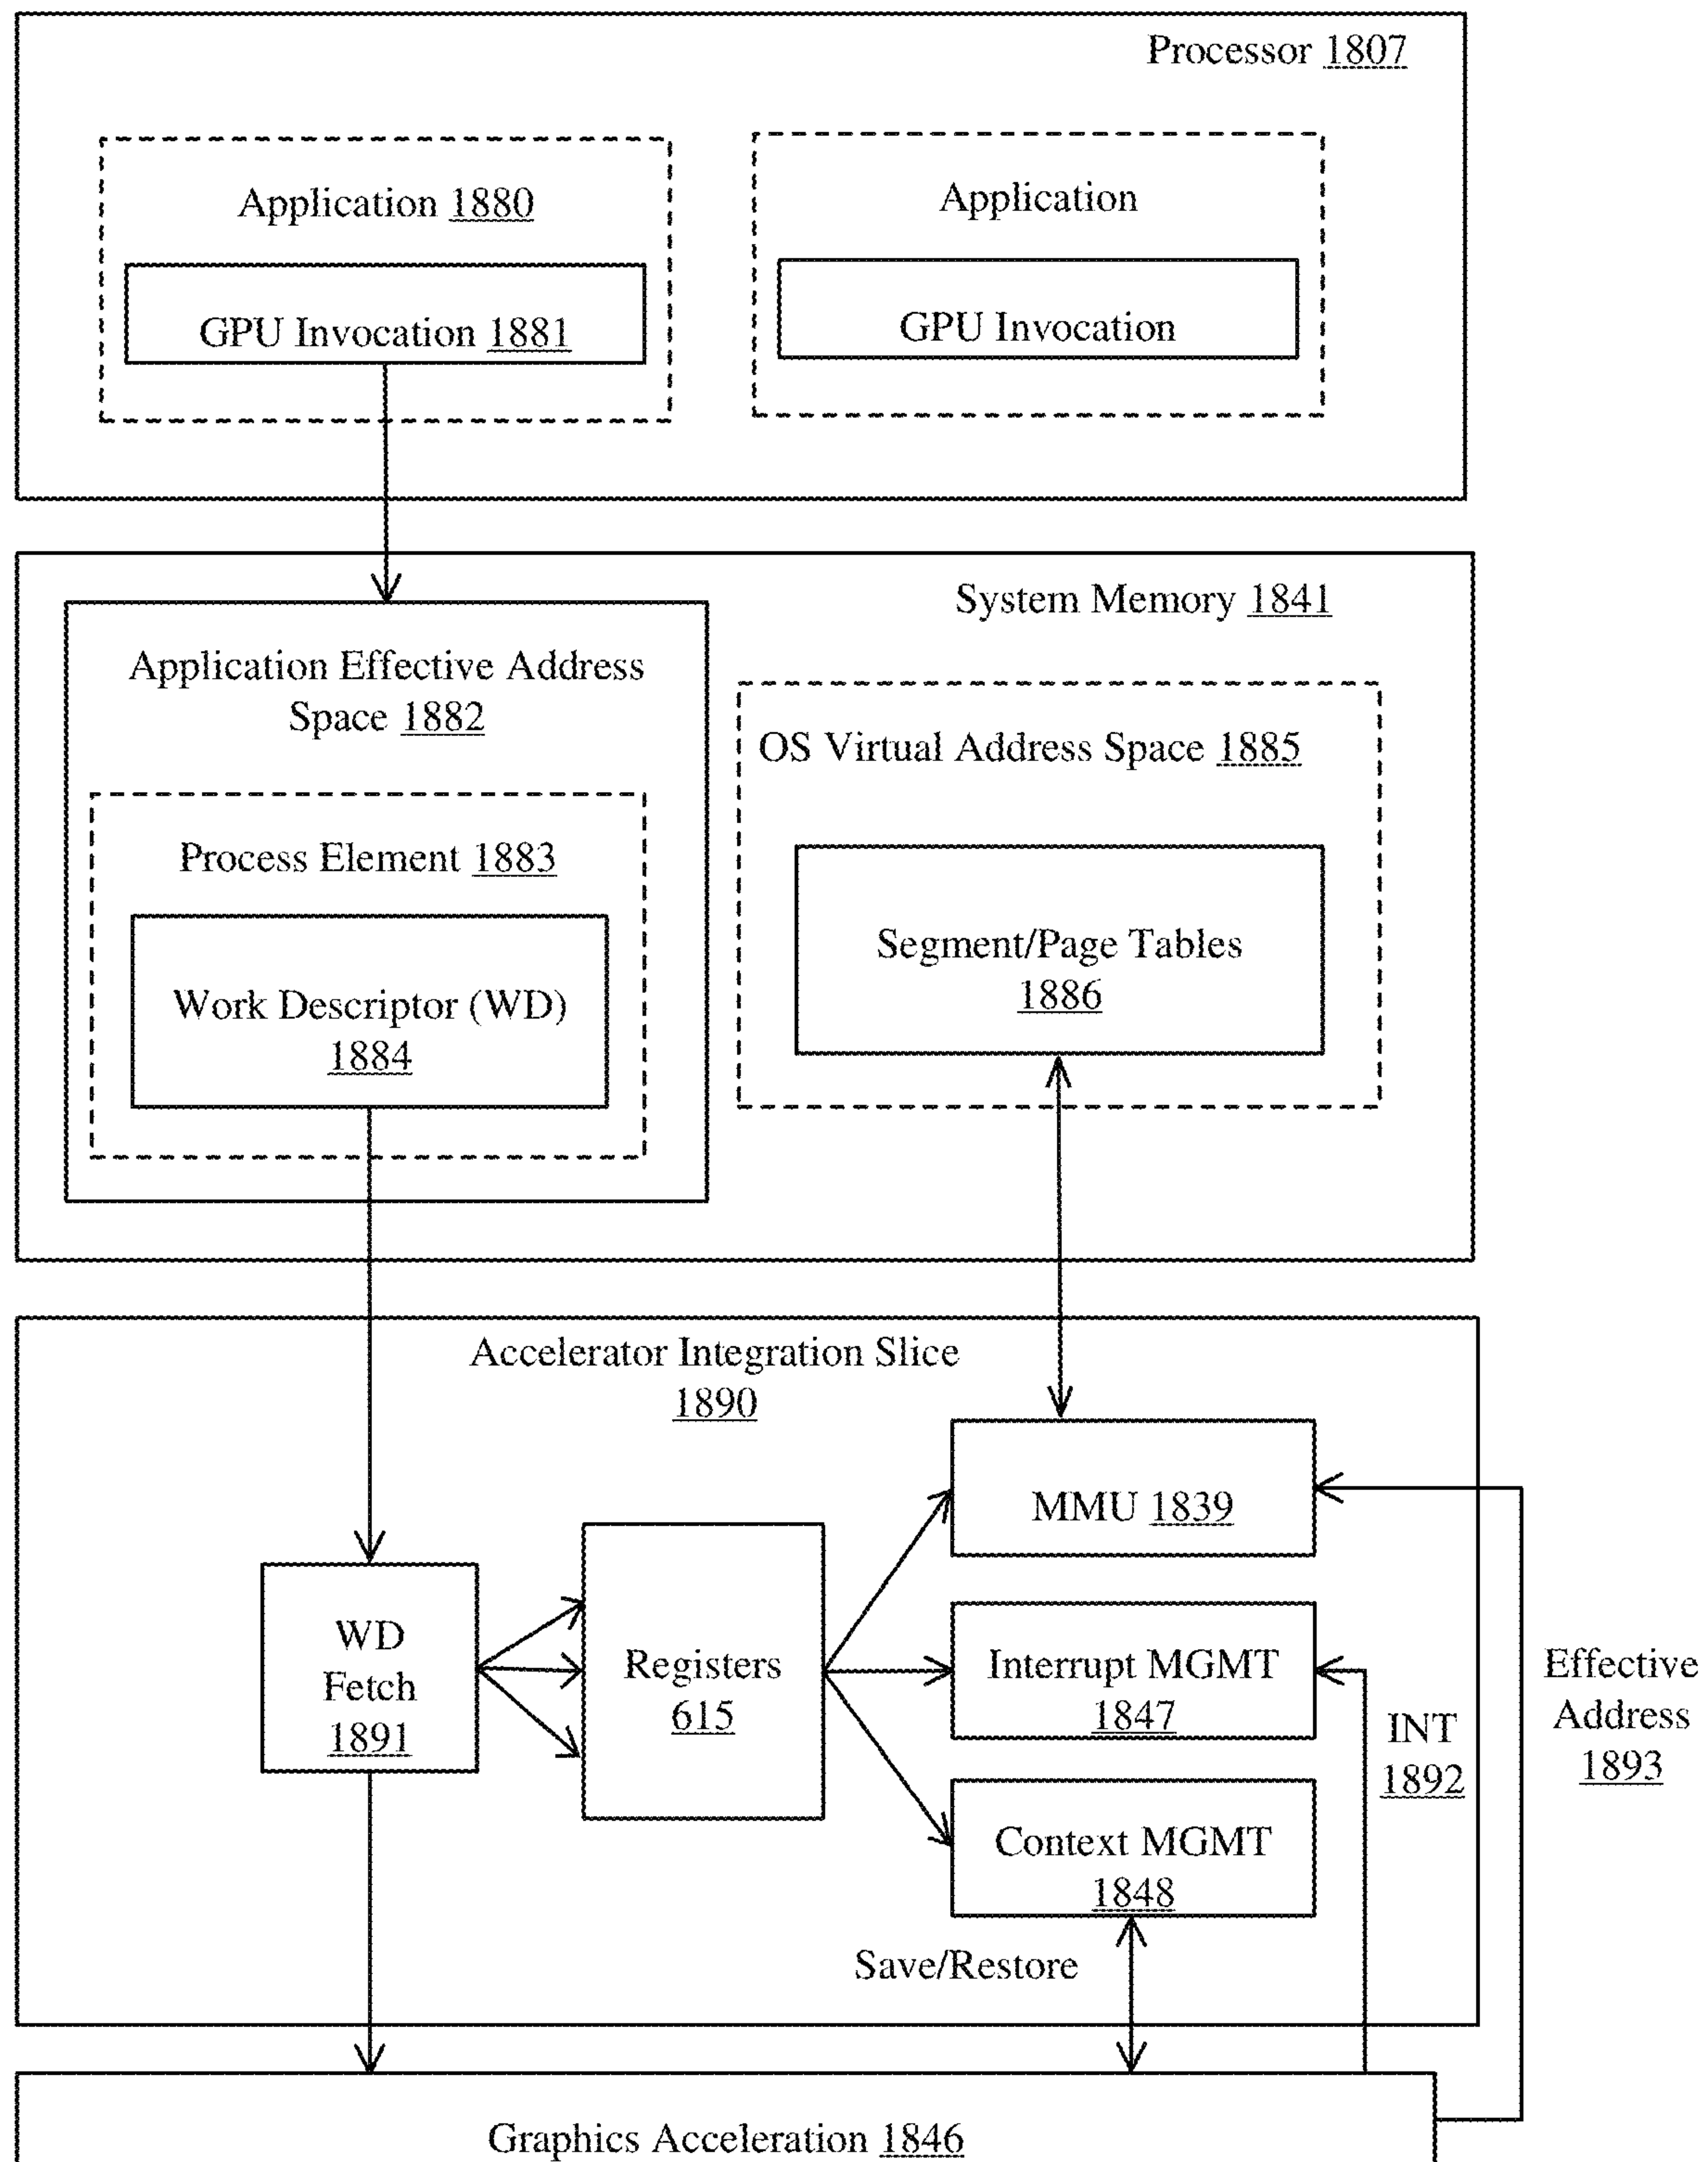 Processor 1807
Application 1880
GPU Invocation 1881
Application
GPU Invocation
System Memory 1841
Application Effective Address
Space 1882
Process Element 1883
Work Descriptor (WD)
1884
OS Virtual Address Space 1885
Segment/Page Tables
1886
Accelerator Integration Slice
1890
WD
Fetch
1891
Registers
615
MMU 1839
Interrupt MGMT
1847
Context MGMT
1848
Save/Restore
INT
1892
Effective
Address
1893
Graphics Acceleration 1846